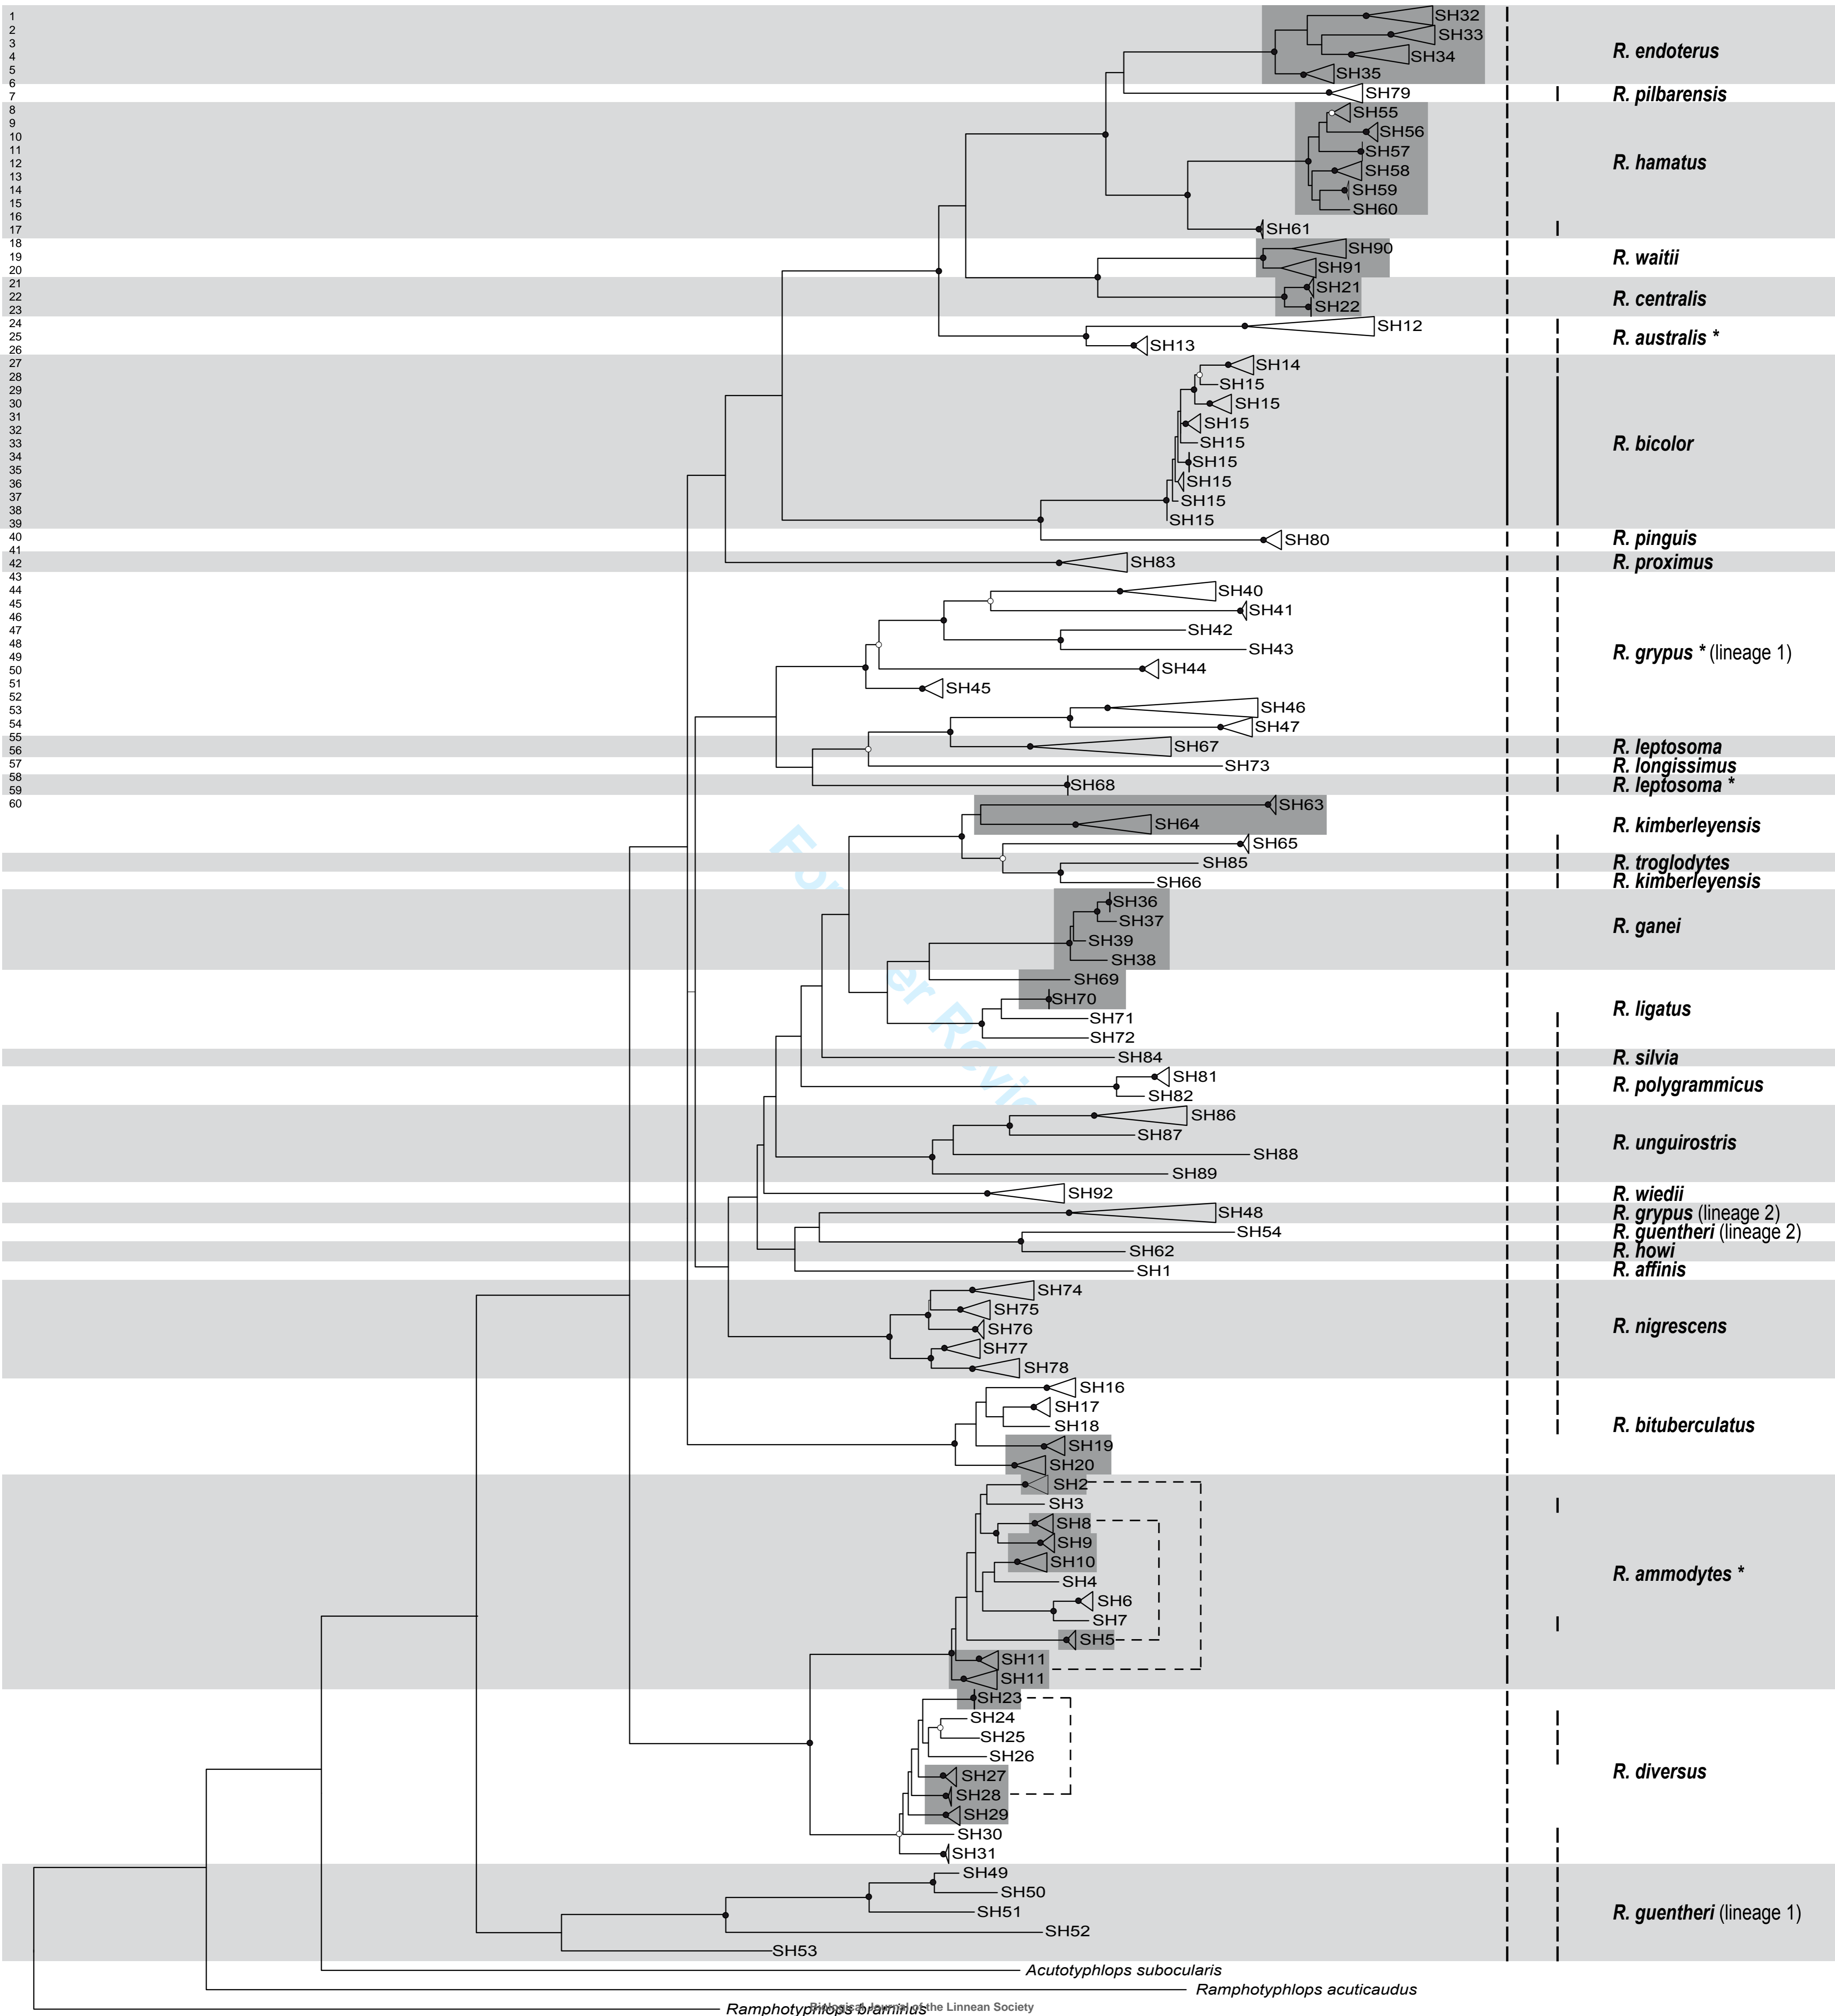 1
2
3
4
5
6
7
8
9
10
11
12
13
14
15
16
17
18
19
20
21
22
23
24
25
26
27
28
29
30
31
32
33
34
35
36
37
38
39
40
41
42
43
44
45
46
47
48
49
50
51
52
53
54
55
56
57
58
59
60
SH32
SH33
R. endoterus
SH34
SH35
SH79
R. pilbarensis
SH55
SH56
SH57
R. hamatus
SH58
SH59
SH60
SH61
SH90
R. waitii
SH91
SH21
R. centralis
SH22
SH12
R. australis *
SH13
SH14
SH15
SH15
SH15
SH15
R. bicolor
SH15
SH15
SH15
SH15
SH80
R. pinguis
SH83
R. proximus
SH40
SH41
SH42
SH43
R. grypus * (lineage 1)
SH44
SH45
SH46
SH47
SH67
R. leptosoma
SH73
R. longissimus
SH68
R. leptosoma *
SH63
SH64
R. kimberleyensis
SH65
SH85
R. troglodytes
SH66
R. kimberleyensis
SH36
SH37
R. ganei
SH39
SH38
SH69
SH70
R. ligatus
SH71
SH72
SH84
R. silvia
SH81
R. polygrammicus
SH82
SH86
SH87
R. unguirostris
SH88
SH89
SH92
R. wiedii
SH48
R. grypus (lineage 2)
SH54
R. guentheri (lineage 2)
SH62
R. howi
SH1
R. affinis
SH74
SH75
SH76
R. nigrescens
SH77
SH78
SH16
SH17
SH18
R. bituberculatus
SH19
SH20
SH2
SH3
SH8
SH9
SH10
R. ammodytes *
SH4
SH6
SH7
SH5
SH11
SH11
SH23
SH24
SH25
SH26
R. diversus
SH27
SH28
SH29
SH30
SH31
SH49
SH50
SH51
R. guentheri (lineage 1)
SH52
SH53
Acutotyphlops subocularis
Ramphotyphlops acuticaudus
Ramphotyphlops braminus
Biological Journal of the Linnean Society